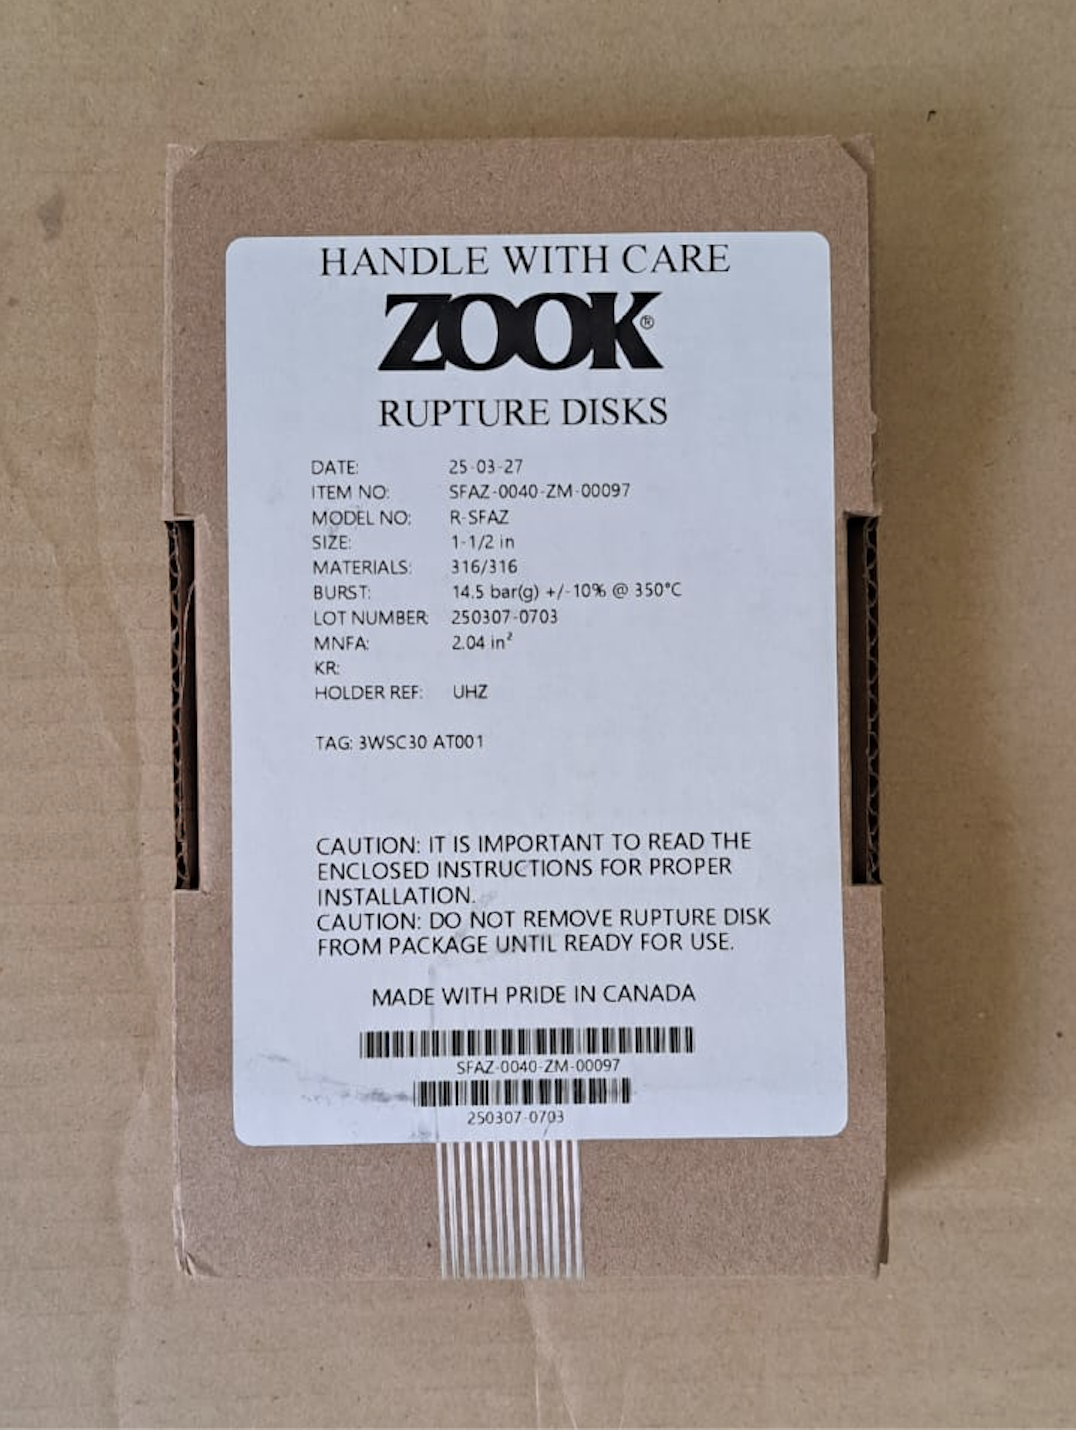 HANDLE WITH CARE
ZOOK®
RUPTURE DISKS
DATE: 25-03-27
ITEM NO: SFAZ-0040-ZM-00097
MODEL NO: R-SFAZ
SIZE: 1-1/2 in
MATERIALS: 316/316
BURST: 14.5 bar(g) +/-10% @ 350°C
LOT NUMBER: 250307-0703
MNFA: 2.04 in²
KR:
HOLDER REF: UHZ
TAG: 3WSC30 AT001
CAUTION: IT IS IMPORTANT TO READ THE
ENCLOSED INSTRUCTIONS FOR PROPER
INSTALLATION.
CAUTION: DO NOT REMOVE RUPTURE DISK
FROM PACKAGE UNTIL READY FOR USE.
MADE WITH PRIDE IN CANADA
SFAZ-0040-ZM-00097
250307-0703